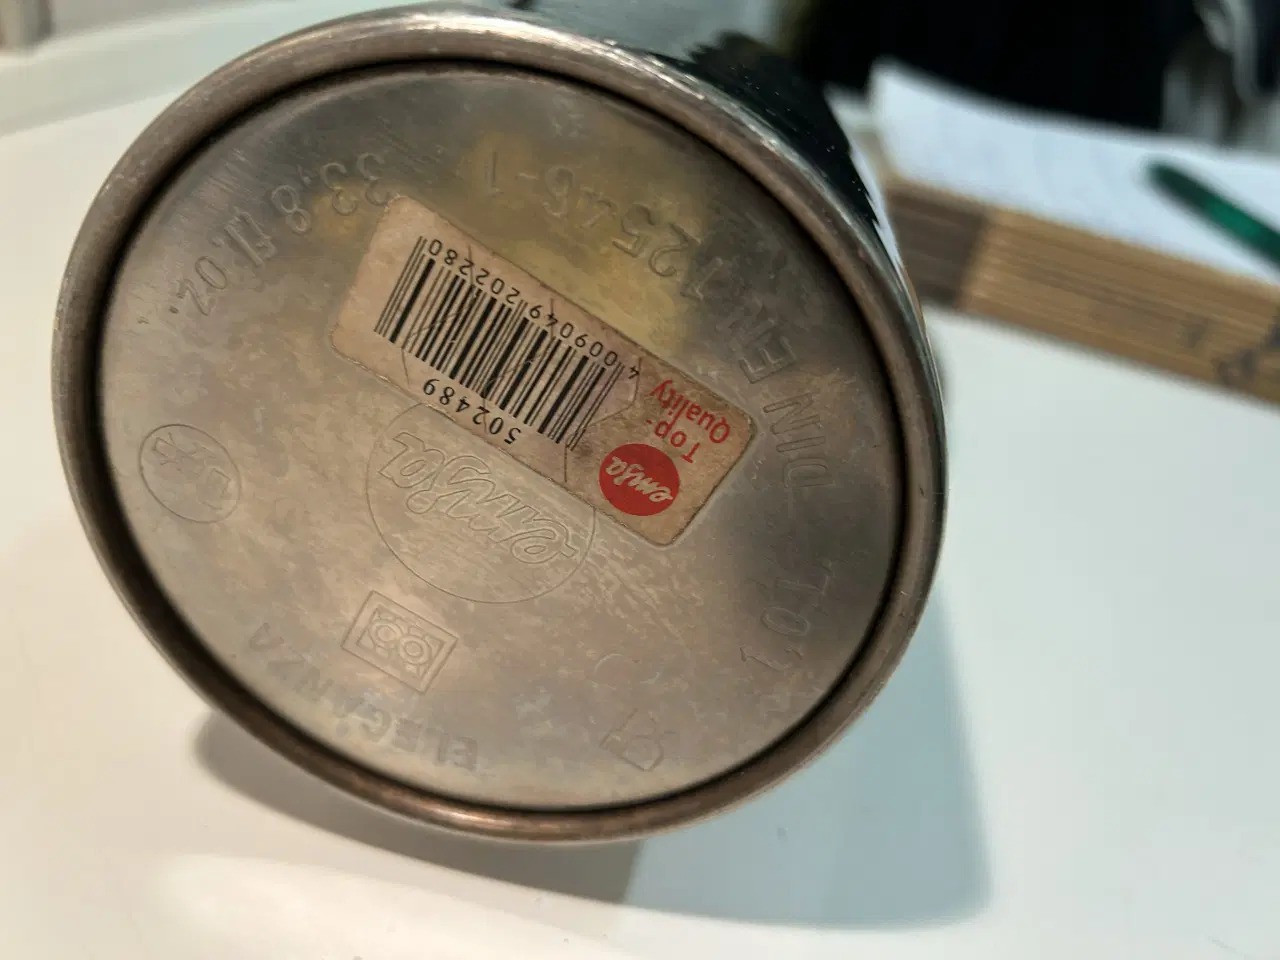 4 009049 202280
502489
Top-
Quality
emsa
emsa
1,0 L DIN EN 12546-1
33.8 fl. oz.
ELEGANZA